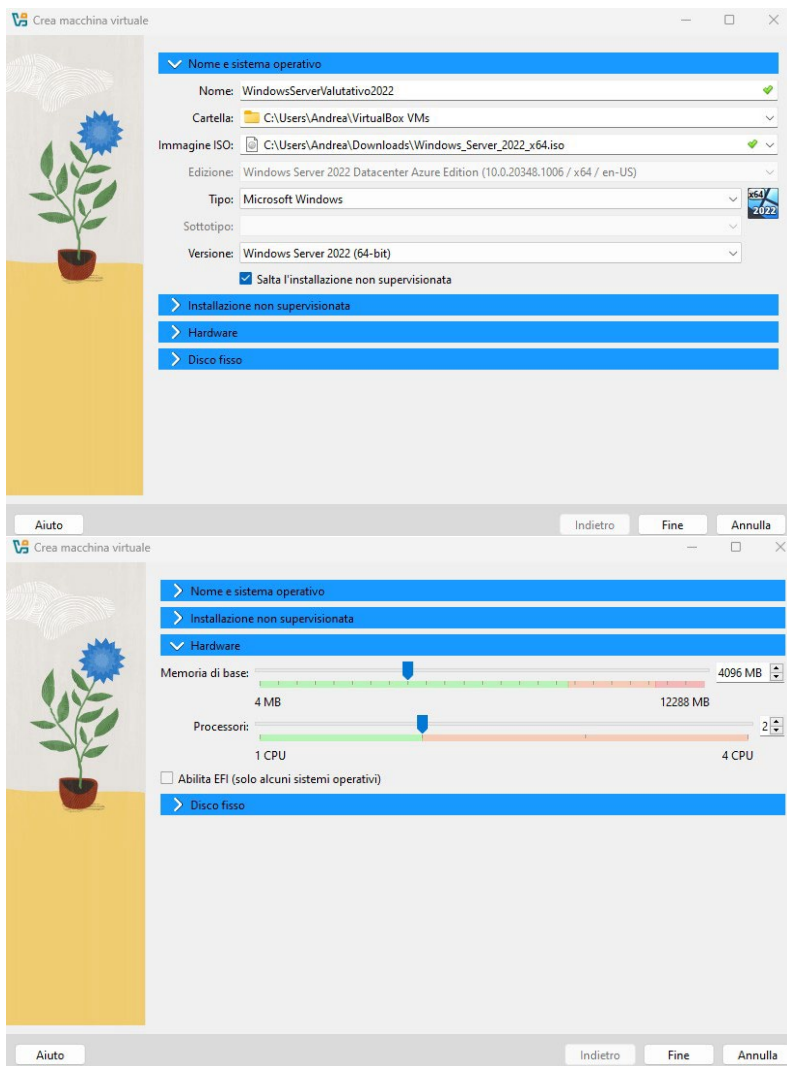 Crea macchina virtuale
Nome e sistema operativo
Nome: WindowsServerValutativo2022
Cartella: C:\Users\Andrea\VirtualBox VMs
Immagine ISO: C:\Users\Andrea\Downloads\Windows_Server_2022_x64.iso
Edizione: Windows Server 2022 Datacenter Azure Edition (10.0.20348.1006 / x64 / en-US)
Tipo: Microsoft Windows
x64
2022
Sottotipo:
Versione: Windows Server 2022 (64-bit)
Salta l'installazione non supervisionata
Installazione non supervisionata
Hardware
Disco fisso
Aiuto Indietro Fine Annulla
Crea macchina virtuale
Nome e sistema operativo
Installazione non supervisionata
Hardware
Memoria di base: 4096 MB
4 MB 12288 MB
Processori: 2
1 CPU 4 CPU
Abilita EFI (solo alcuni sistemi operativi)
Disco fisso
Aiuto Indietro Fine Annulla